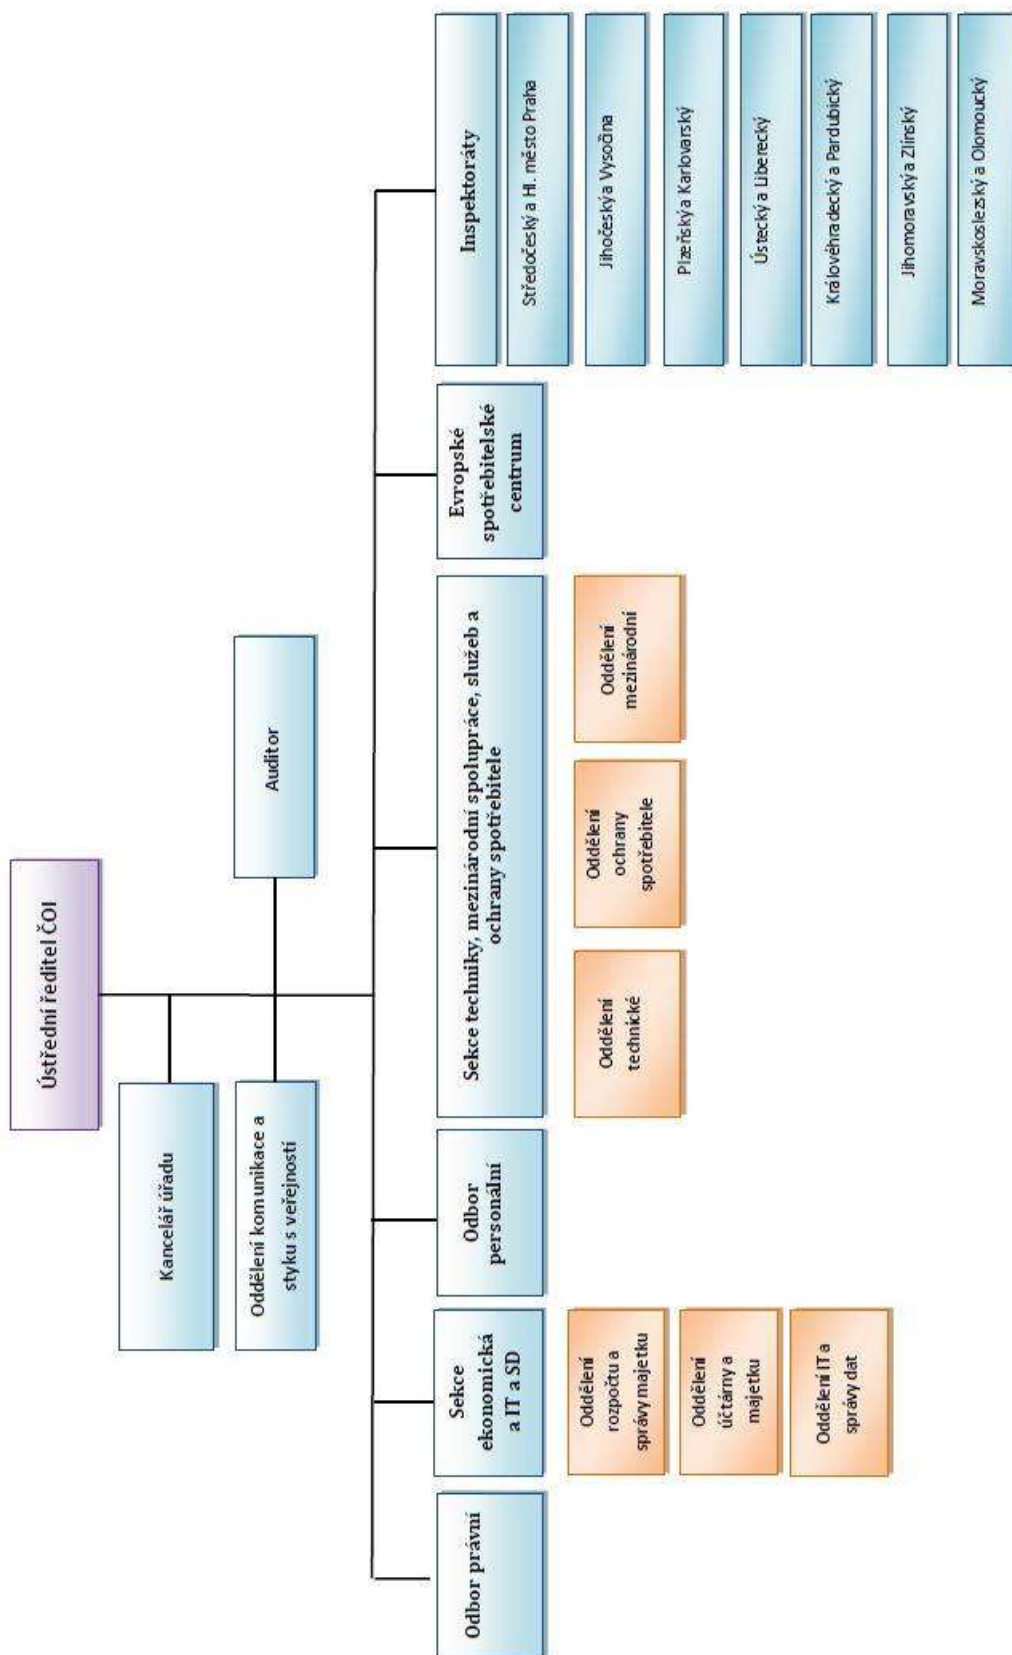 Ústřední ředitel ČOI
Kancelář úřadu
Oddělení komunikace a
styku s veřejností
Auditor
Odbor právní
Sekce
ekonomická
a IT a SD
Oddělení
rozpočtu a
správy majetku
Oddělení
účtárny a
majetku
Oddělení IT a
správy dat
Odbor
personální
Sekce techniky, mezinárodní spolupráce, služeb a
ochrany spotřebitele
Oddělení
technické
Oddělení
ochrany
spotřebitele
Oddělení
mezinárodní
Evropské
spotřebitelské
centrum
Inspektoráty
Středočeský a Hl. město Praha
Jihočeský a Vysočina
Plzeňský a Karlovarský
Ústecký a Liberecký
Královéhradecký a Pardubický
Jihomoravský a Zlínský
Moravskoslezský a Olomoucký